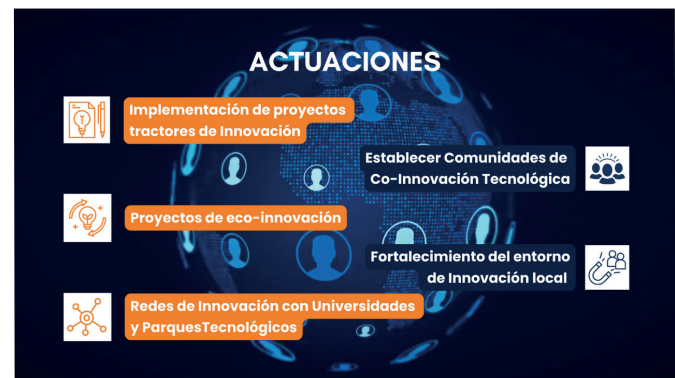 ACTUACIONES
Implementación de proyectos
tractores de Innovación
Establecer Comunidades de
Co-Innovación Tecnológica
Proyectos de eco-innovación
Fortalecimiento del entorno
de Innovación local
Redes de Innovación con Universidades
y ParquesTecnológicos